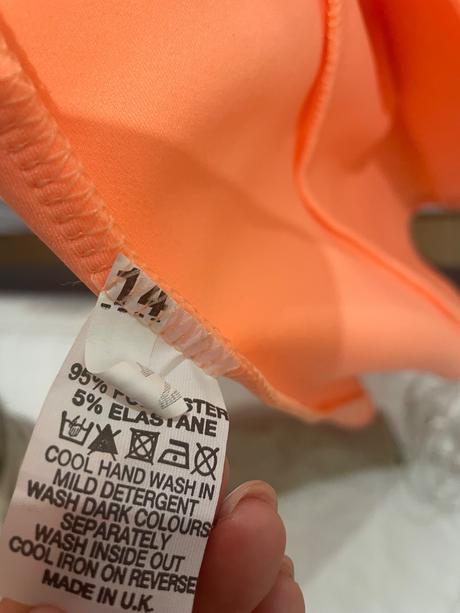 14
95%
5% ELASTANE
COOL HAND WASH IN
MILD DETERGENT
WASH DARK COLOURS
SEPARATELY
WASH INSIDE OUT
COOL IRON ON REVERSE
MADE IN U.K.